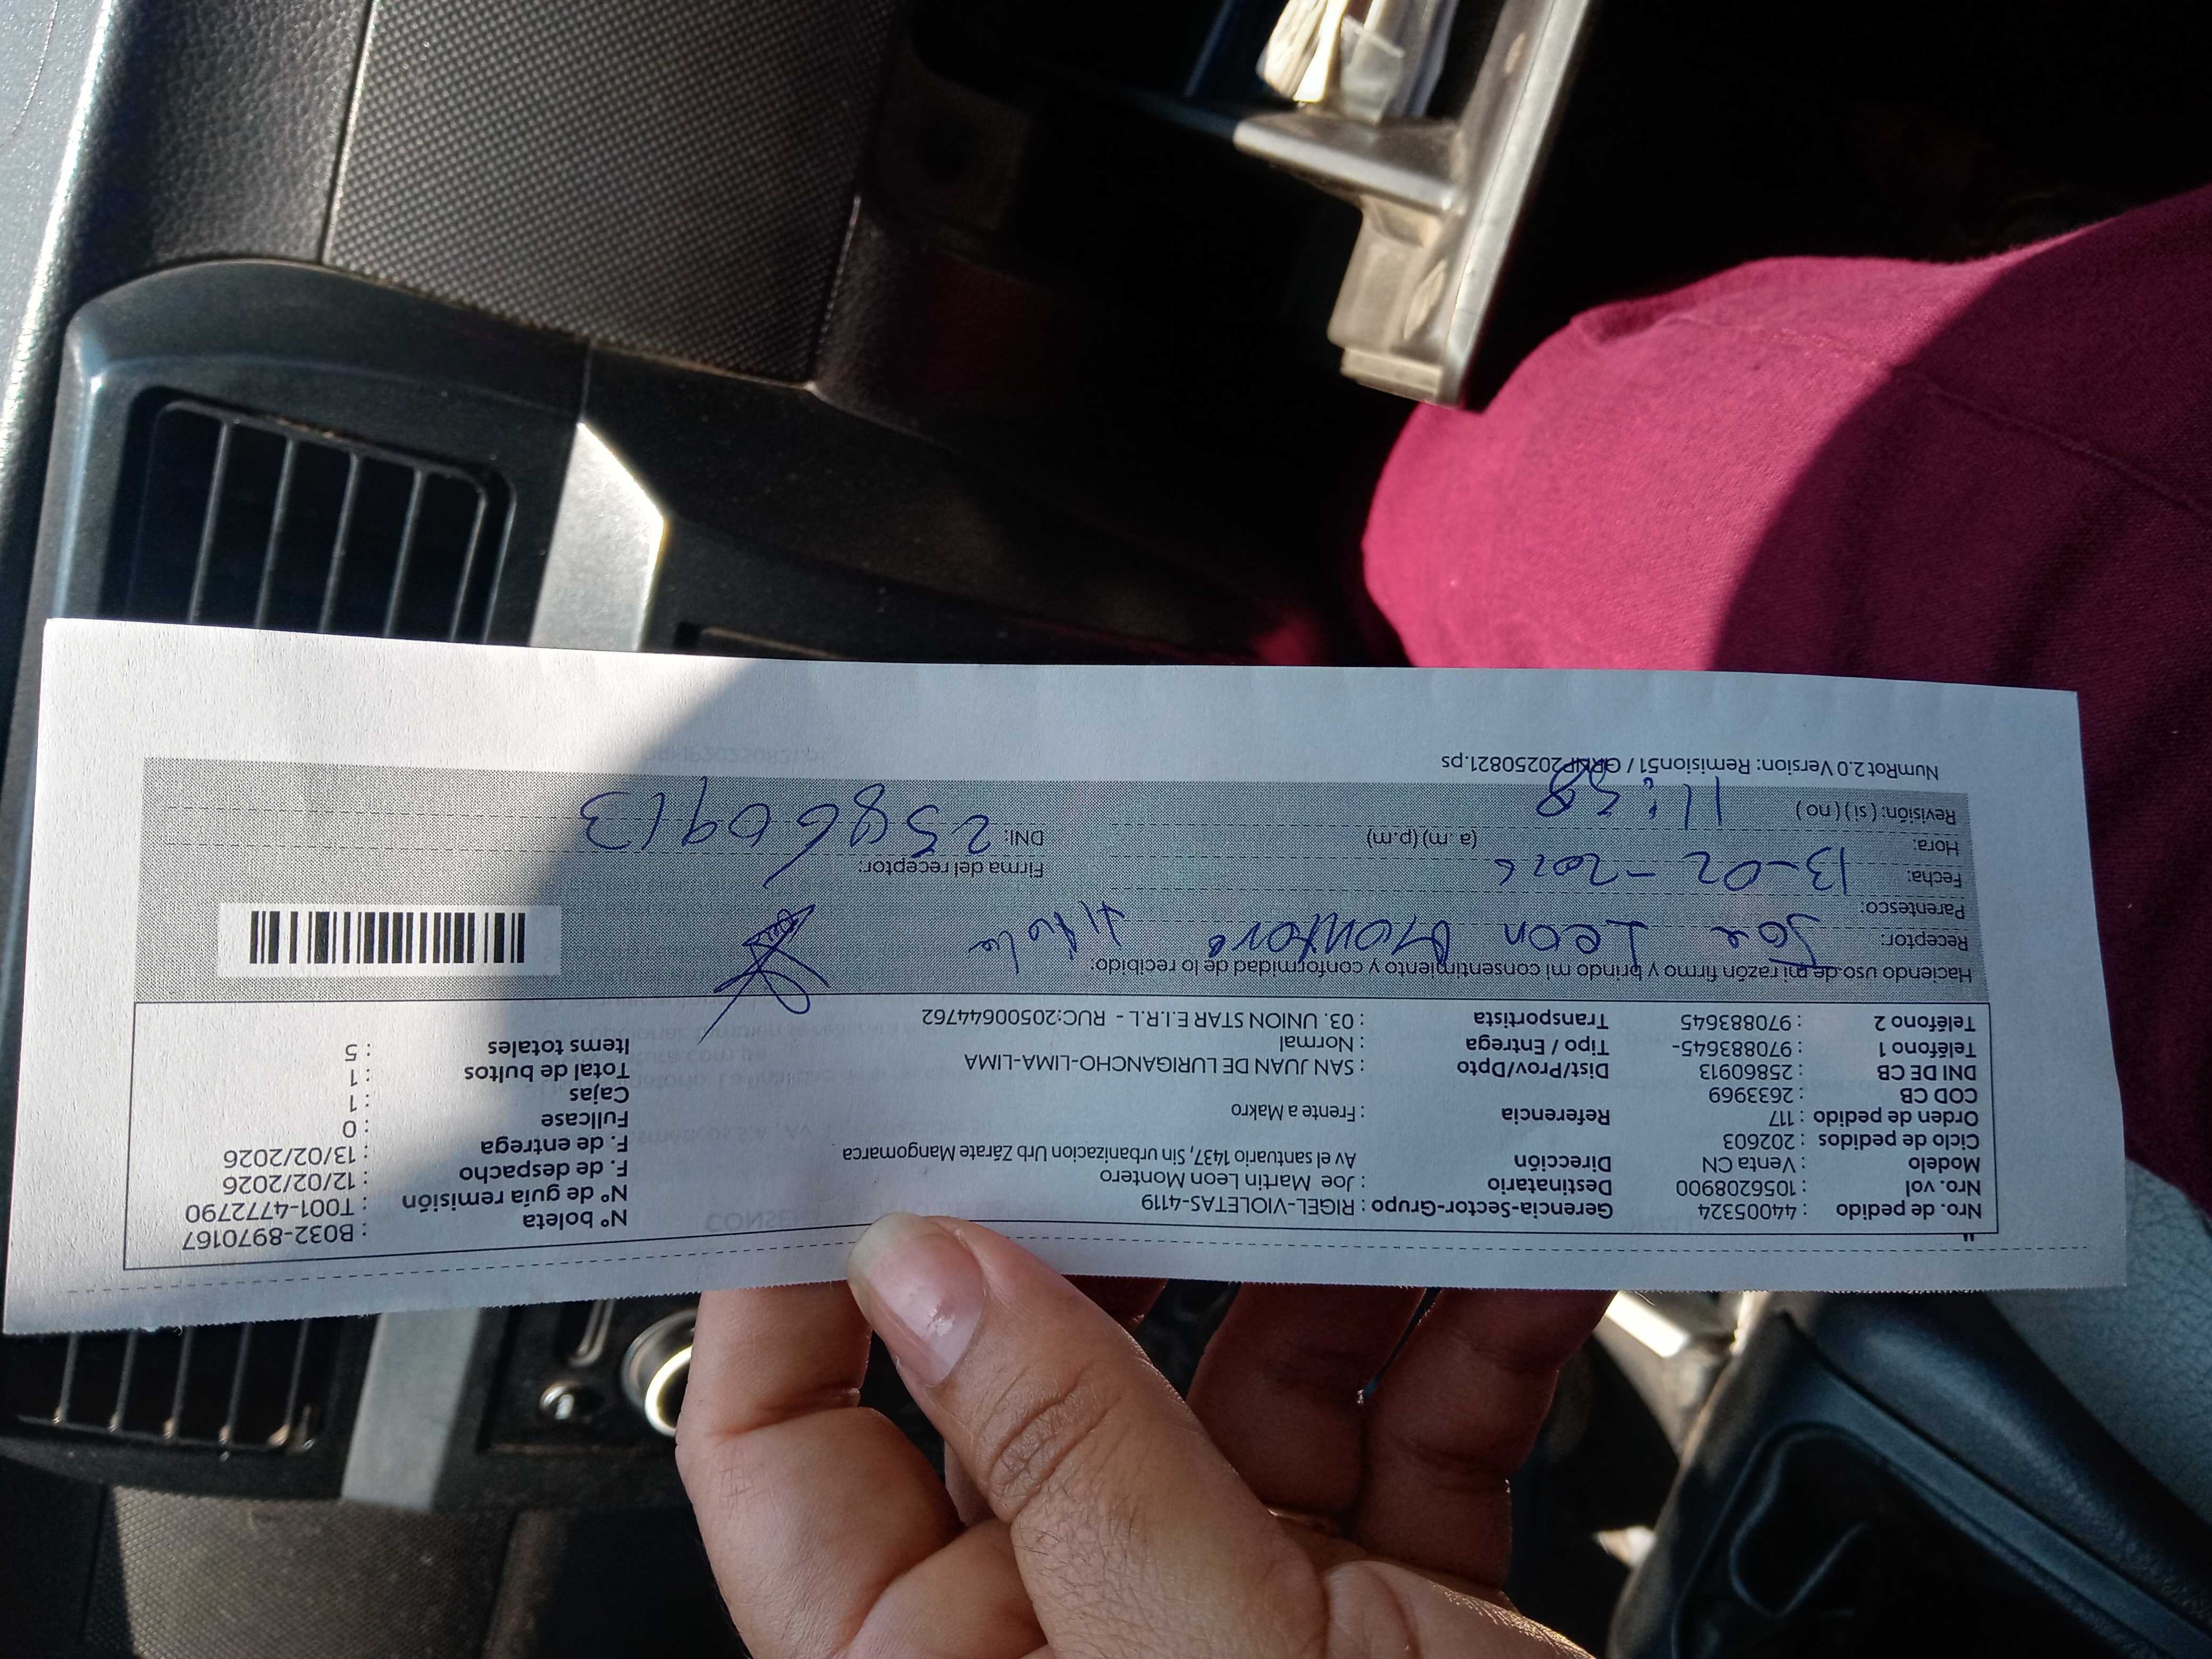 Nro. de pedido : 44005324 Gerencia-Sector-Grupo : RIGEL-VIOLETAS-4119 Nº boleta : B032-8970167
Nro. vol : 1056208900 Destinatario : Joe Martin Leon Montero Nº de guía remisión : T001-4772790
Modelo : Venta CN Dirección Av el santuario 1437, Sin urbanizacion Urb Zárate Mangomarca F. de despacho : 12/02/2026
Ciclo de pedidos : 202603 F. de entrega : 13/02/2026
Orden de pedido : 117 Referencia : Frente a Makro Fullcase : 0
COD CB : 2633969 Cajas : 1
DNI DE CB : 25860913 Dist/Prov/Dpto : SAN JUAN DE LURIGANCHO-LIMA-LIMA Total de bultos : 1
Teléfono 1 : 970883645- Tipo / Entrega : Normal Items totales : 5
Teléfono 2 : 970883645 Transportista : 03. UNION STAR E.I.R.L - RUC:20500644762
Haciendo uso de mi razón firmo y brindo mi consentimiento y conformidad de lo recibido:
Receptor: Joe Leon Montero
Parentesco:
Fecha: 13-02-2026 Firma del receptor:
Hora: (a.m) (p.m) DNI: 25860913
Revisión: ( si ) ( no ) 11:58
NumRot 2.0 Version: Remision51 / GRNP20250821.ps